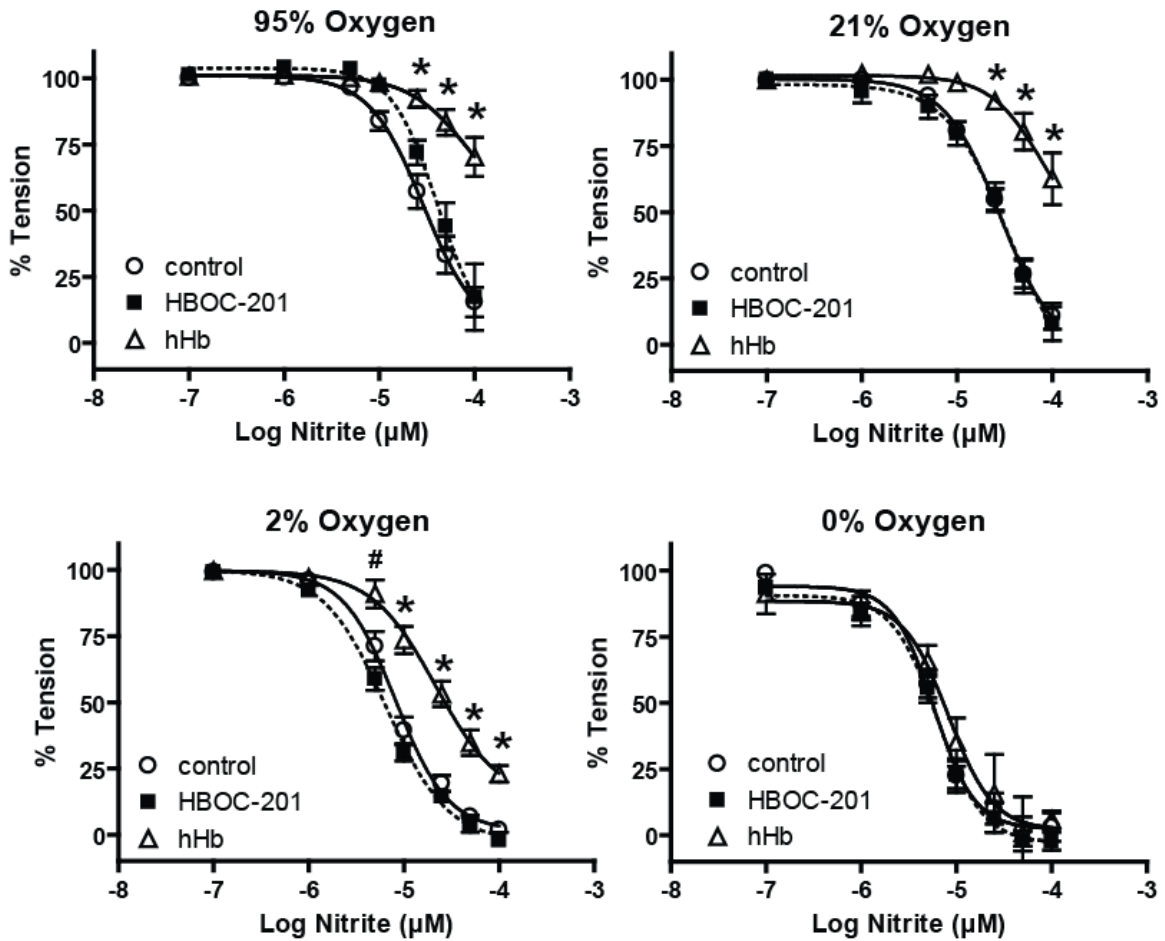 95% Oxygen
% Tension
100
*
*
*
75
50
25
0
control
HBOC-201
hHb
-8
-7
-6
-5
-4
-3
Log Nitrite (µM)
21% Oxygen
% Tension
100
*
*
*
75
50
25
0
control
HBOC-201
hHb
-8
-7
-6
-5
-4
-3
Log Nitrite (µM)
2% Oxygen
% Tension
100
#
*
*
*
*
75
50
25
0
control
HBOC-201
hHb
-8
-7
-6
-5
-4
-3
Log Nitrite (µM)
0% Oxygen
% Tension
100
75
50
25
0
control
HBOC-201
hHb
-8
-7
-6
-5
-4
-3
Log Nitrite (µM)